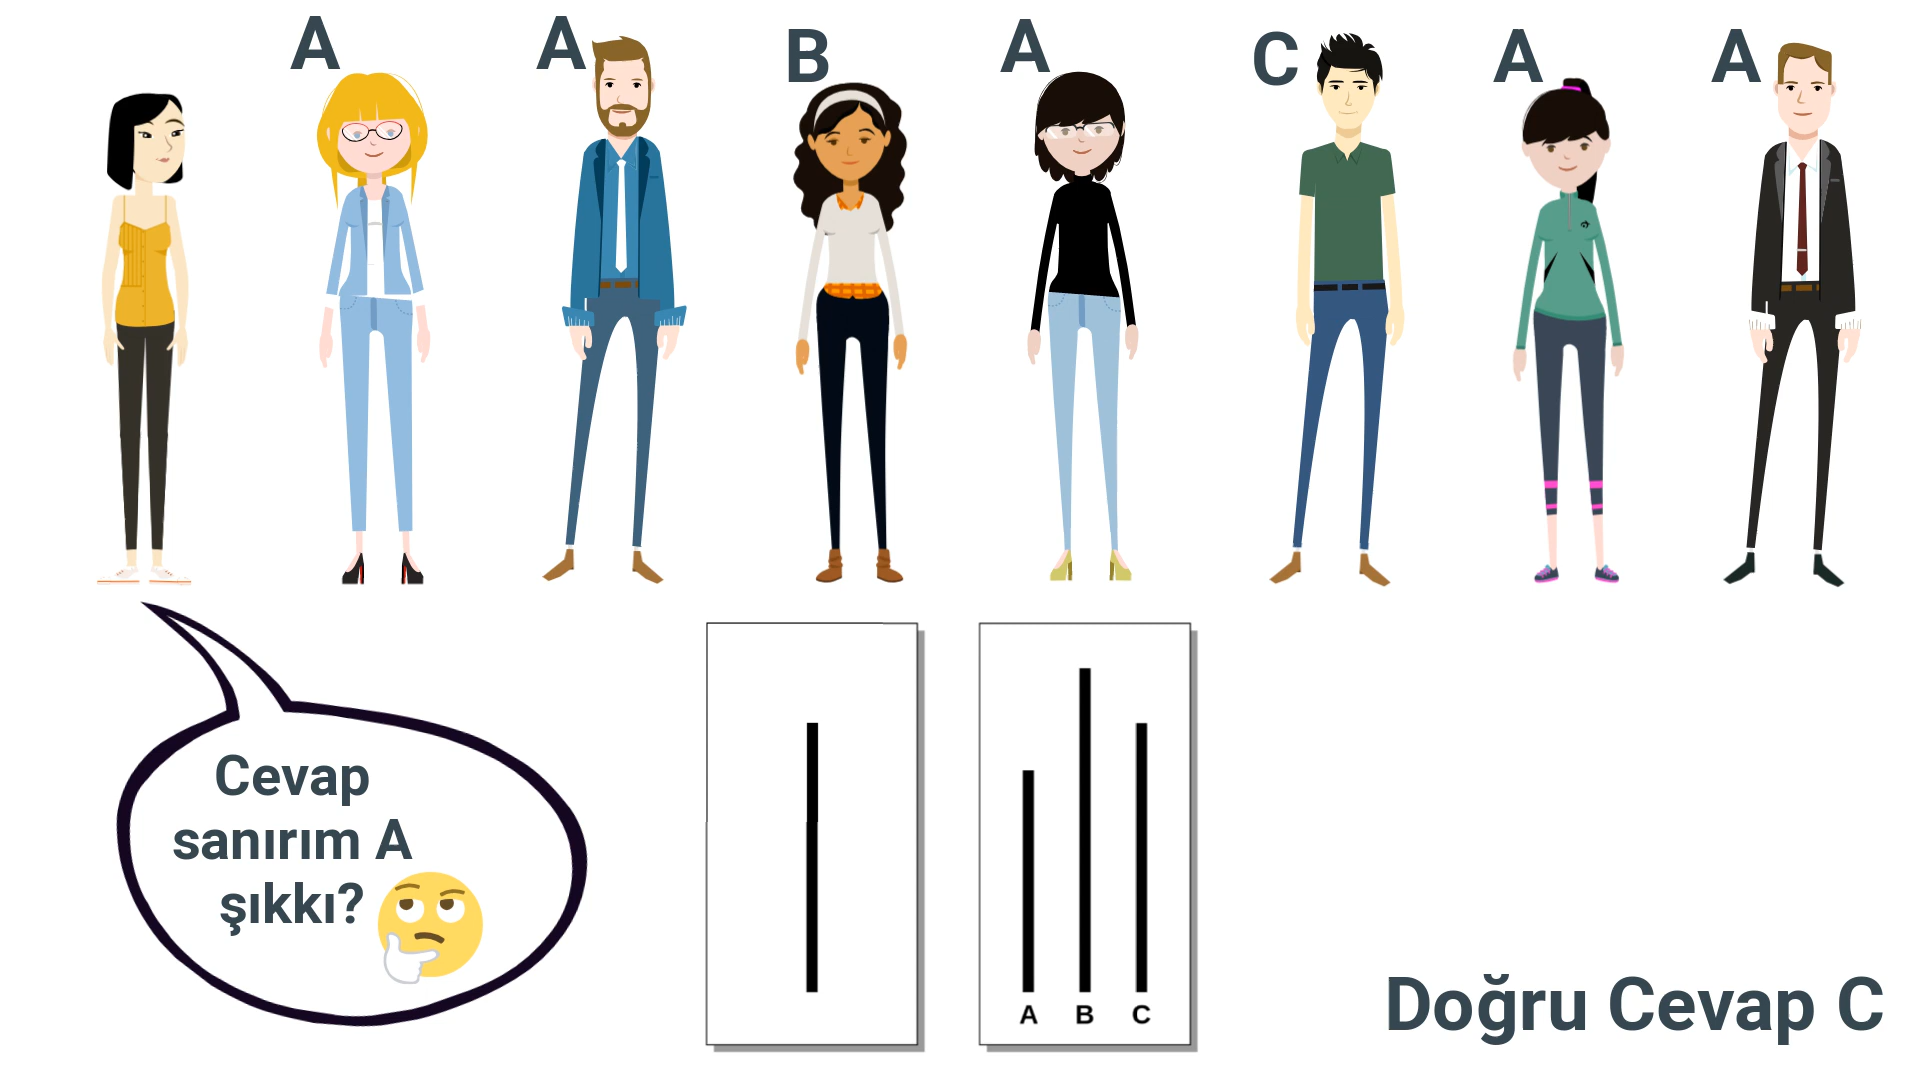 A A B A C A A
Cevap
sanırım A
şıkkı?
A B C
Doğru Cevap C